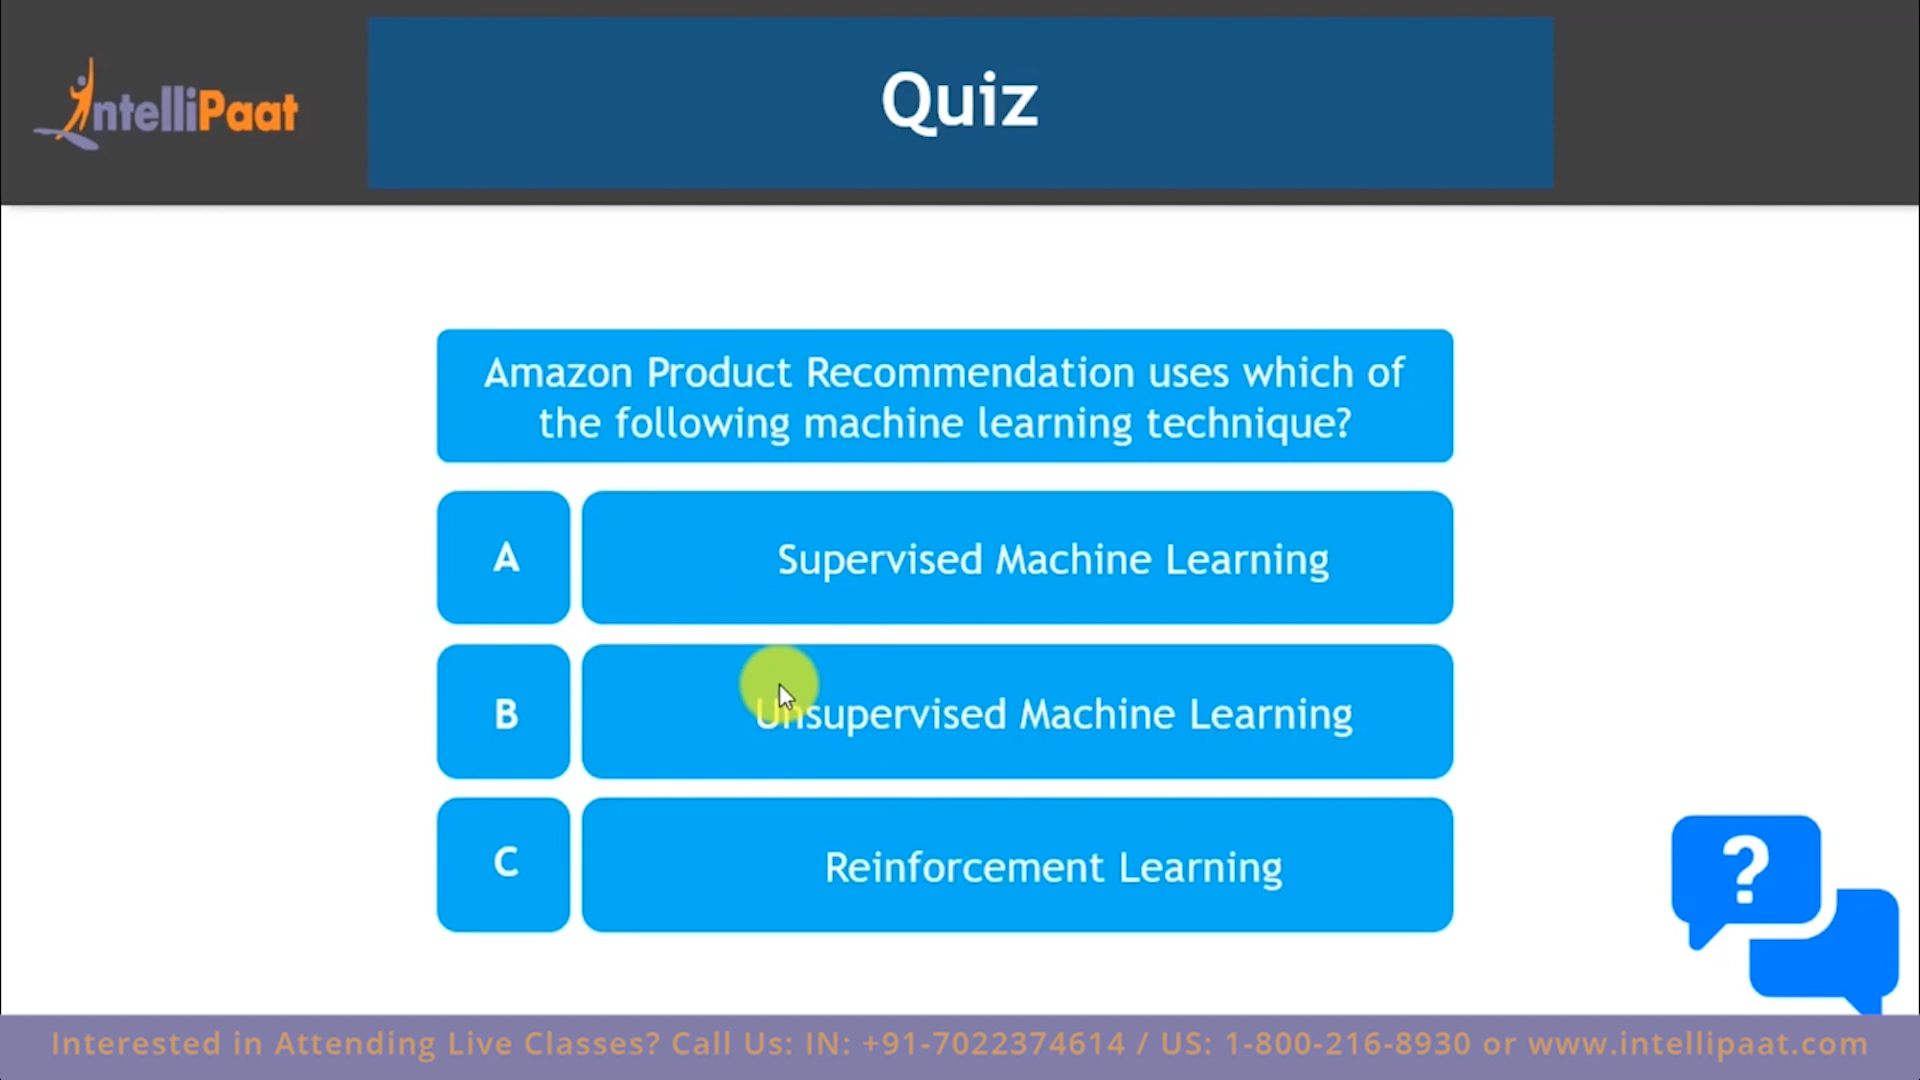 IntelliPaat
Quiz
Amazon Product Recommendation uses which of
the following machine learning technique?
A
Supervised Machine Learning
B
Unsupervised Machine Learning
C
Reinforcement Learning
?
Interested in Attending Live Classes? Call Us: IN: +91-7022374614 / US: 1-800-216-8930 or www.intellipaat.com